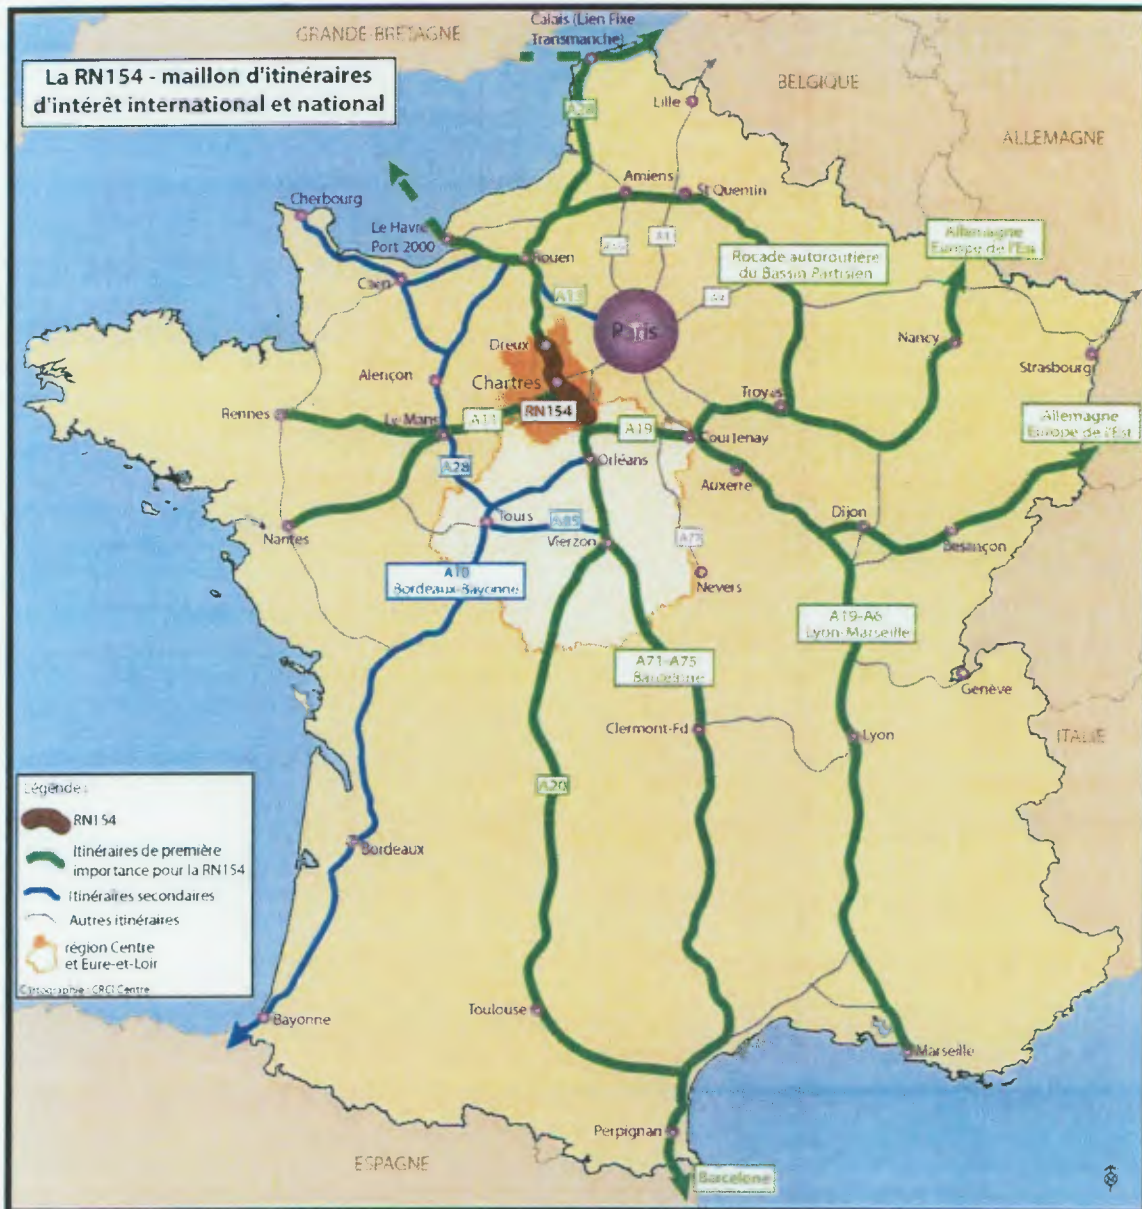 GRANDE-BRETAGNE
Calais (Lien Fixe
Transmanche)
La RN154 - maillon d'itinéraires
d'intérêt international et national
BELGIQUE
Lille
ALLEMAGNE
Amiens
St Quentin
Cherbourg
Le Havre
Port 2000
Rouen
Caen
A13
Rocade autoroutière
du Bassin Parisien
Allemagne
Europe de l'Est
Paris
Dreux
Nancy
Strasbourg
Chartres
Alençon
Troyes
RN154
Rennes
Le Mans
A11
A19
Courtenay
Allemagne
Europe de l'Est
Orléans
A28
Auxerre
Tours
A85
Dijon
Besançon
Nantes
Vierzon
A77
Nevers
A10
Bordeaux-Bayonne
A19-A6
Lyon-Marseille
A71-A75
Barcelone
Genève
Clermont-Fd
Lyon
ITALIE
A20
Légende :
RN154
Itinéraires de première
importance pour la RN154
Itinéraires secondaires
Autres itinéraires
région Centre
et Eure-et-Loir
Cartographie : CRCI Centre
Bordeaux
Toulouse
Bayonne
Marseille
Perpignan
ESPAGNE
Barcelone